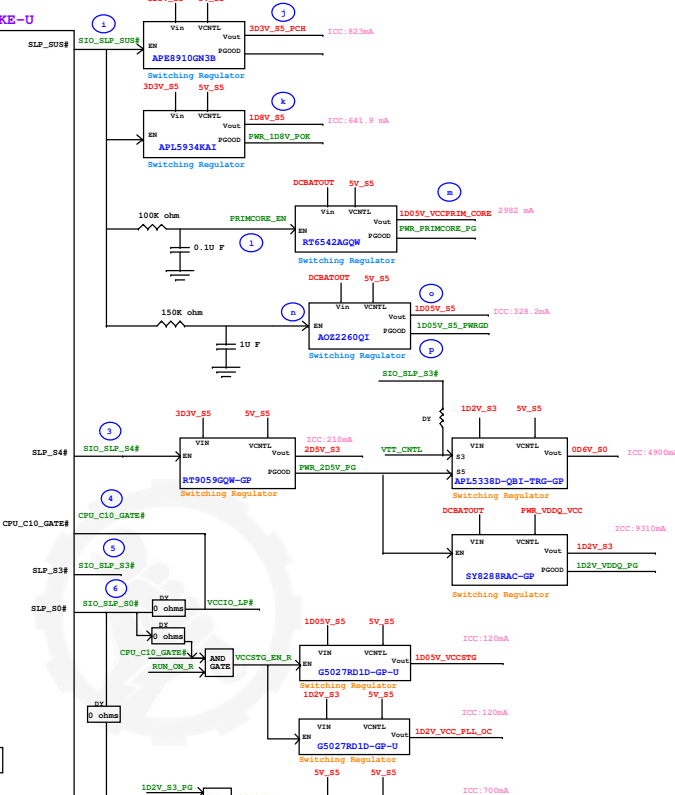 KE-U
SLP_SUS#
SIO_SLP_SUS#
i
Vin VCNTL
EN
Vout
PGOOD
APE8910GN3B
Switching Regulator
j
3D3V_S5_PCH
ICC:823mA
3D3V_S5 5V_S5
Vin VCNTL
EN
Vout
PGOOD
APL5934KAI
Switching Regulator
k
1D8V_S5
ICC:641.9 mA
PWR_1D8V_POK
100K ohm
0.1U F
PRIMCORE_EN
l
DCBATOUT 5V_S5
Vin VCNTL
EN
Vout
PGOOD
RT6542AGQW
Switching Regulator
m
1D05V_VCCPRIM_CORE
2982 mA
PWR_PRIMCORE_PG
150K ohm
1U F
n
DCBATOUT 5V_S5
Vin VCNTL
EN
Vout
PGOOD
AOZ2260QI
Switching Regulator
o
1D05V_S5
ICC:328.2mA
1D05V_S5_PWRGD
p
SIO_SLP_S3#
DY
SLP_S4#
3
SIO_SLP_S4#
3D3V_S5 5V_S5
VIN VCNTL
EN
Vout
PGOOD
RT9059GQW-GP
Switching Regulator
ICC:210mA
2D5V_S3
PWR_2D5V_PG
VTT_CNTL
1D2V_S3 5V_S5
VIN VCNTL
S3
S5
Vout
APL5338D-QBI-TRG-GP
Switching Regulator
0D6V_S0
ICC:4900mA
DCBATOUT PWR_VDDQ_VCC
VIN VCNTL
EN
Vout
PGOOD
SY8288RAC-GP
Switching Regulator
ICC:9310mA
1D2V_S3
1D2V_VDDQ_PG
4
CPU_C10_GATE#
CPU_C10_GATE#
5
SLP_S3#
SIO_SLP_S3#
6
SLP_S0#
SIO_SLP_S0#
DY
0 ohms
VCCIO_LP#
DY
0 ohms
CPU_C10_GATE#
RUN_ON_R
AND
GATE
VCCSTG_EN_R
1D05V_S5 5V_S5
VIN VCNTL
EN
Vout
G5027RD1D-GP-U
Switching Regulator
ICC:120mA
1D05V_VCCSTG
1D2V_S3 5V_S5
VIN VCNTL
EN
Vout
G5027RD1D-GP-U
Switching Regulator
ICC:120mA
1D2V_VCC_PLL_OC
DY
0 ohms
5V_S5 5V_S5
1D2V_S3_PG
ICC:700mA